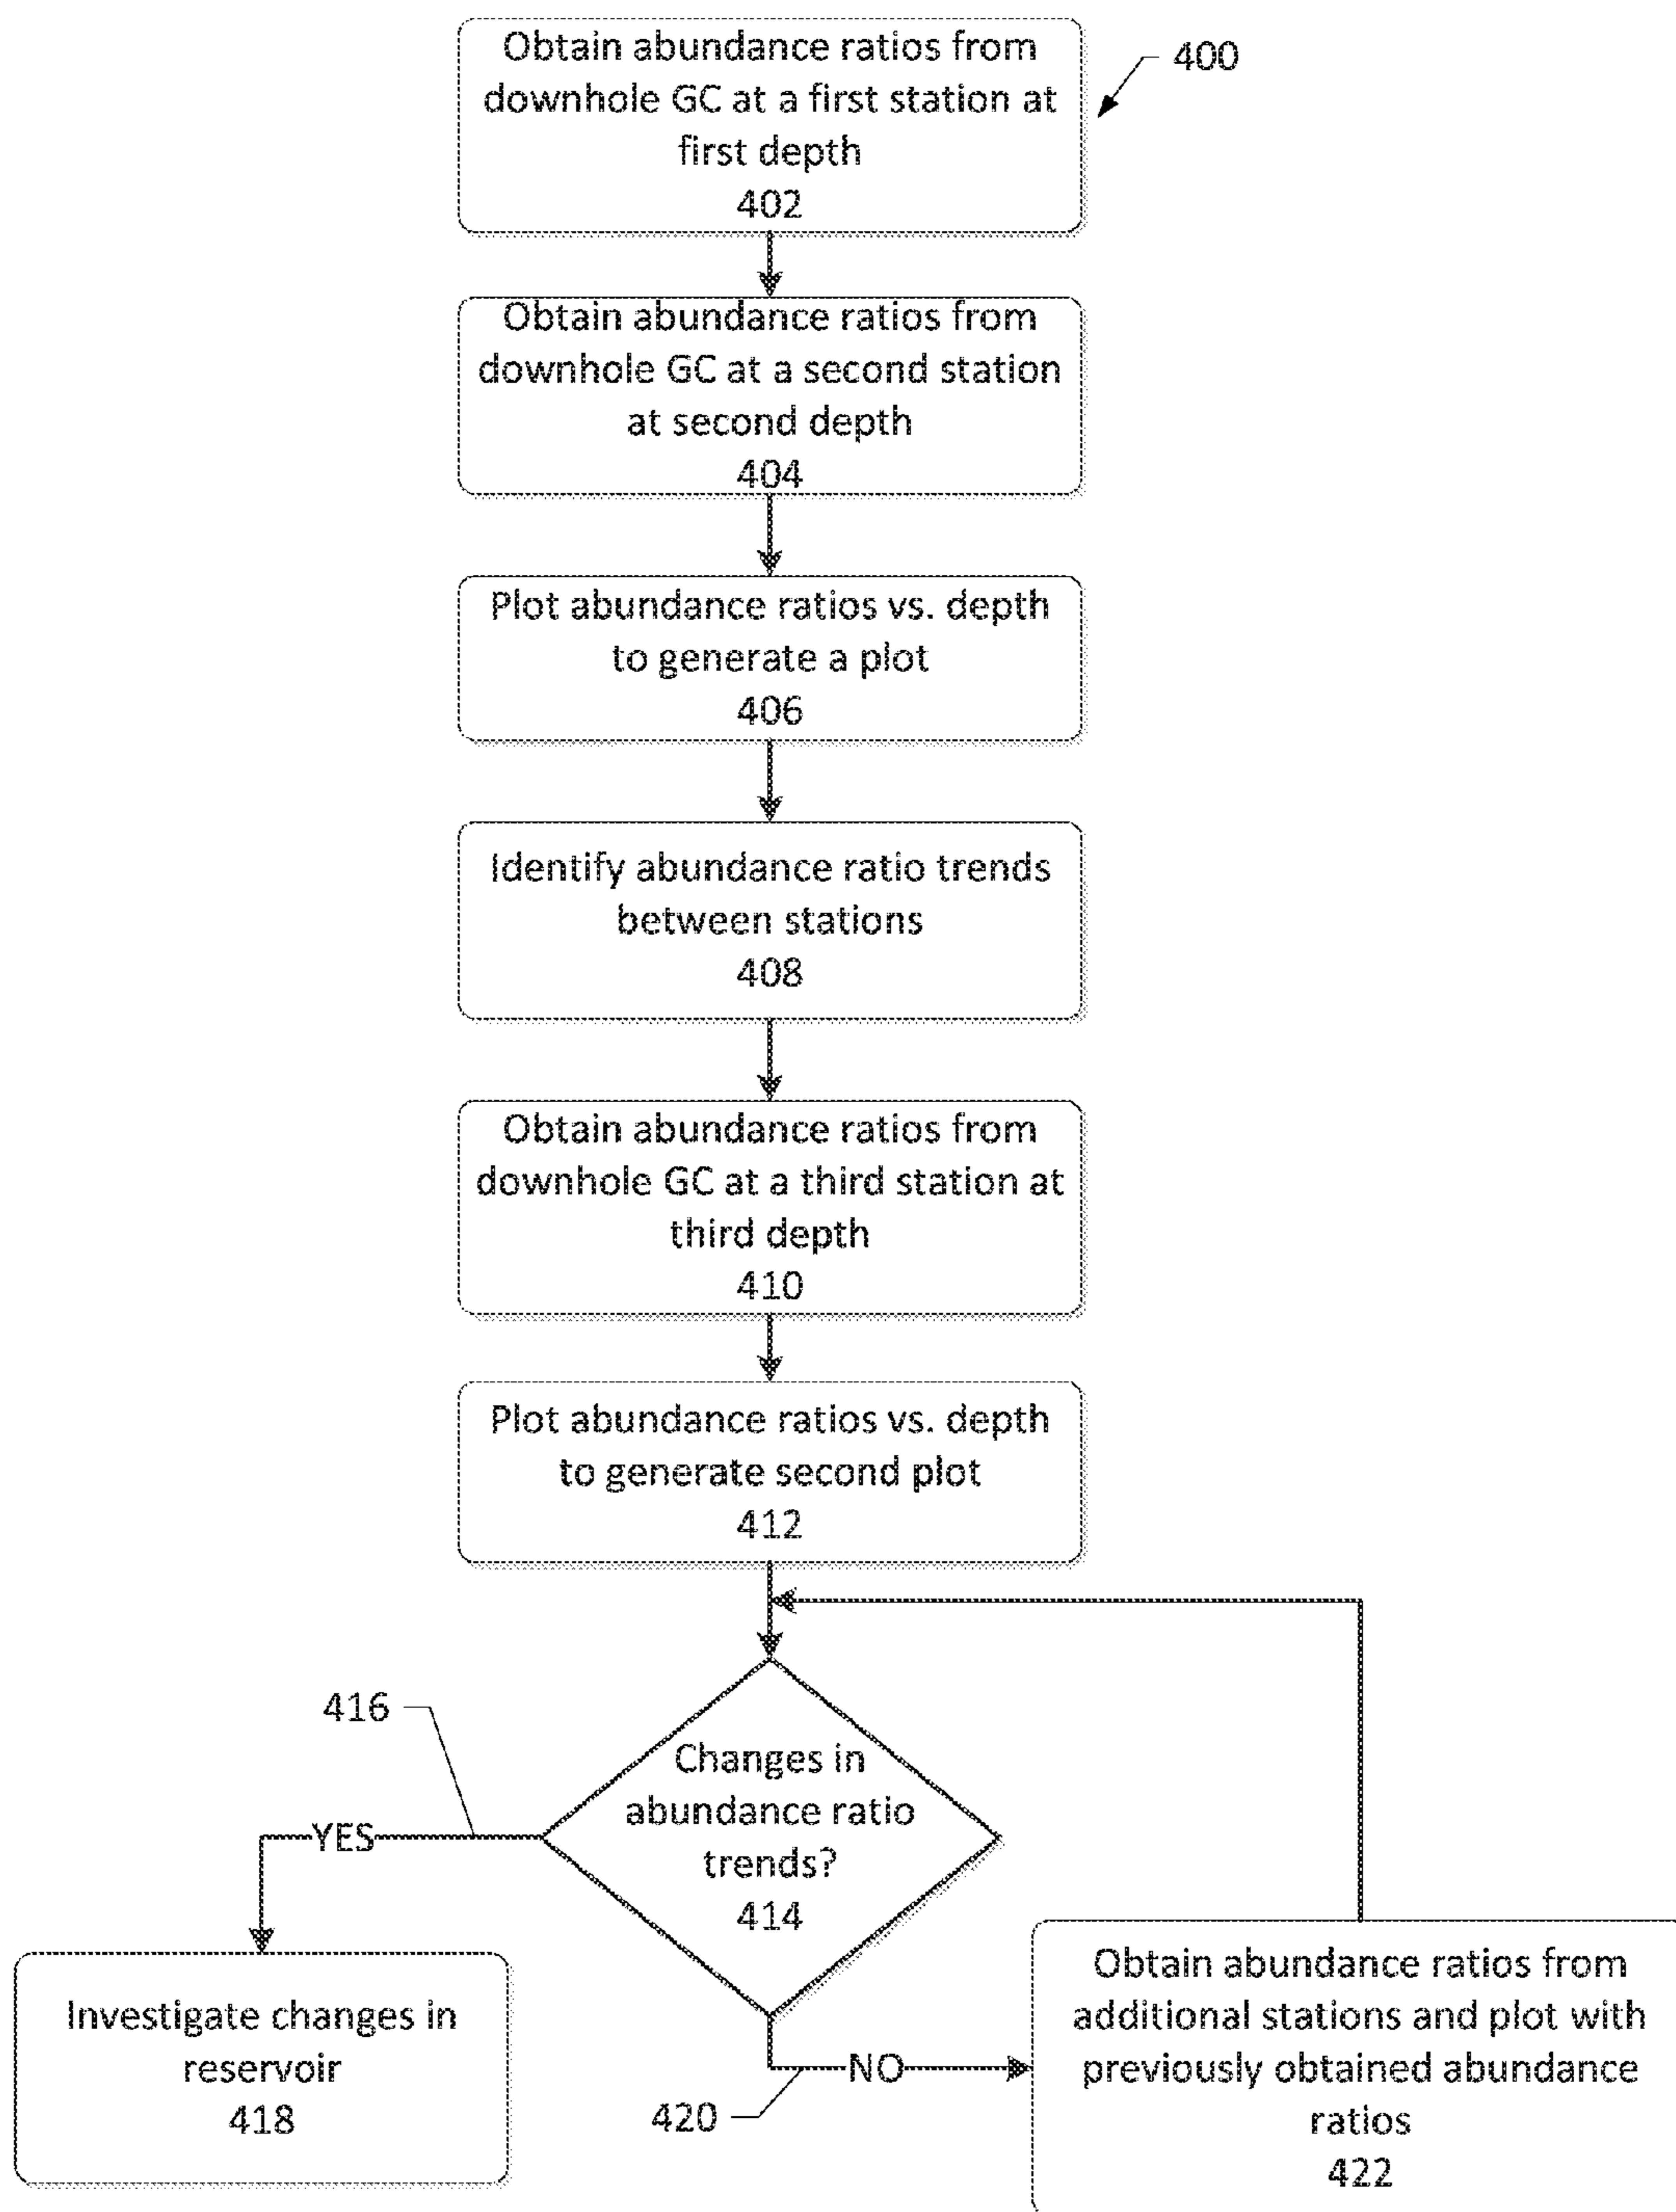 Obtain abundance ratios from
downhole GC at a first station at
first depth
402
400
Obtain abundance ratios from
downhole GC at a second station
at second depth
404
Plot abundance ratios vs. depth
to generate a plot
406
Identify abundance ratio trends
between stations
408
Obtain abundance ratios from
downhole GC at a third station at
third depth
410
Plot abundance ratios vs. depth
to generate second plot
412
416
Changes in
abundance ratio
trends?
414
YES
Investigate changes in
reservoir
418
NO
420
Obtain abundance ratios from
additional stations and plot with
previously obtained abundance
ratios
422